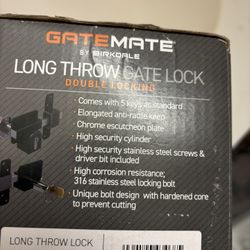 GATEMATE®
BY BIRKDALE
LONG THROW GATE LOCK
DOUBLE LOCKING
• Comes with 5 keys as standard
• Elongated anti-rattle keep
• Chrome escutcheon plate
• High security cylinder
• High security stainless steel screws &
driver bit included
• High corrosion resistance;
316 stainless steel locking bolt
• Unique bolt design with hardened core
to prevent cutting
LONG THROW LOCK